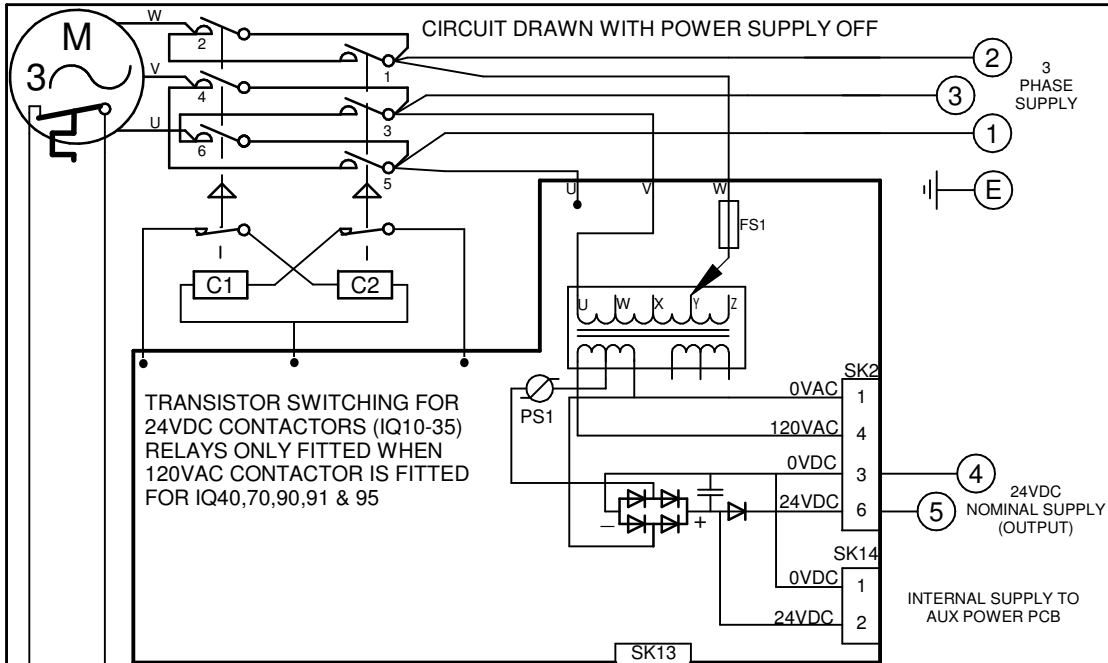 CIRCUIT DRAWN WITH POWER SUPPLY OFF
W
M
3
V
U
2
1
4
3
6
5
2
3
1
E
3
PHASE
SUPPLY
U
V
W
FS1
I
I
C1
C2
U
W
X
Y
Z
TRANSISTOR SWITCHING FOR
24VDC CONTACTORS (IQ10-35)
RELAYS ONLY FITTED WHEN
120VAC CONTACTOR IS FITTED
FOR IQ40,70,90,91 & 95
PS1
SK2
0VAC
1
120VAC
4
0VDC
3
24VDC
6
4
5
24VDC
NOMINAL SUPPLY
(OUTPUT)
–
+
SK14
0VDC
1
24VDC
2
INTERNAL SUPPLY TO
AUX POWER PCB
SK13